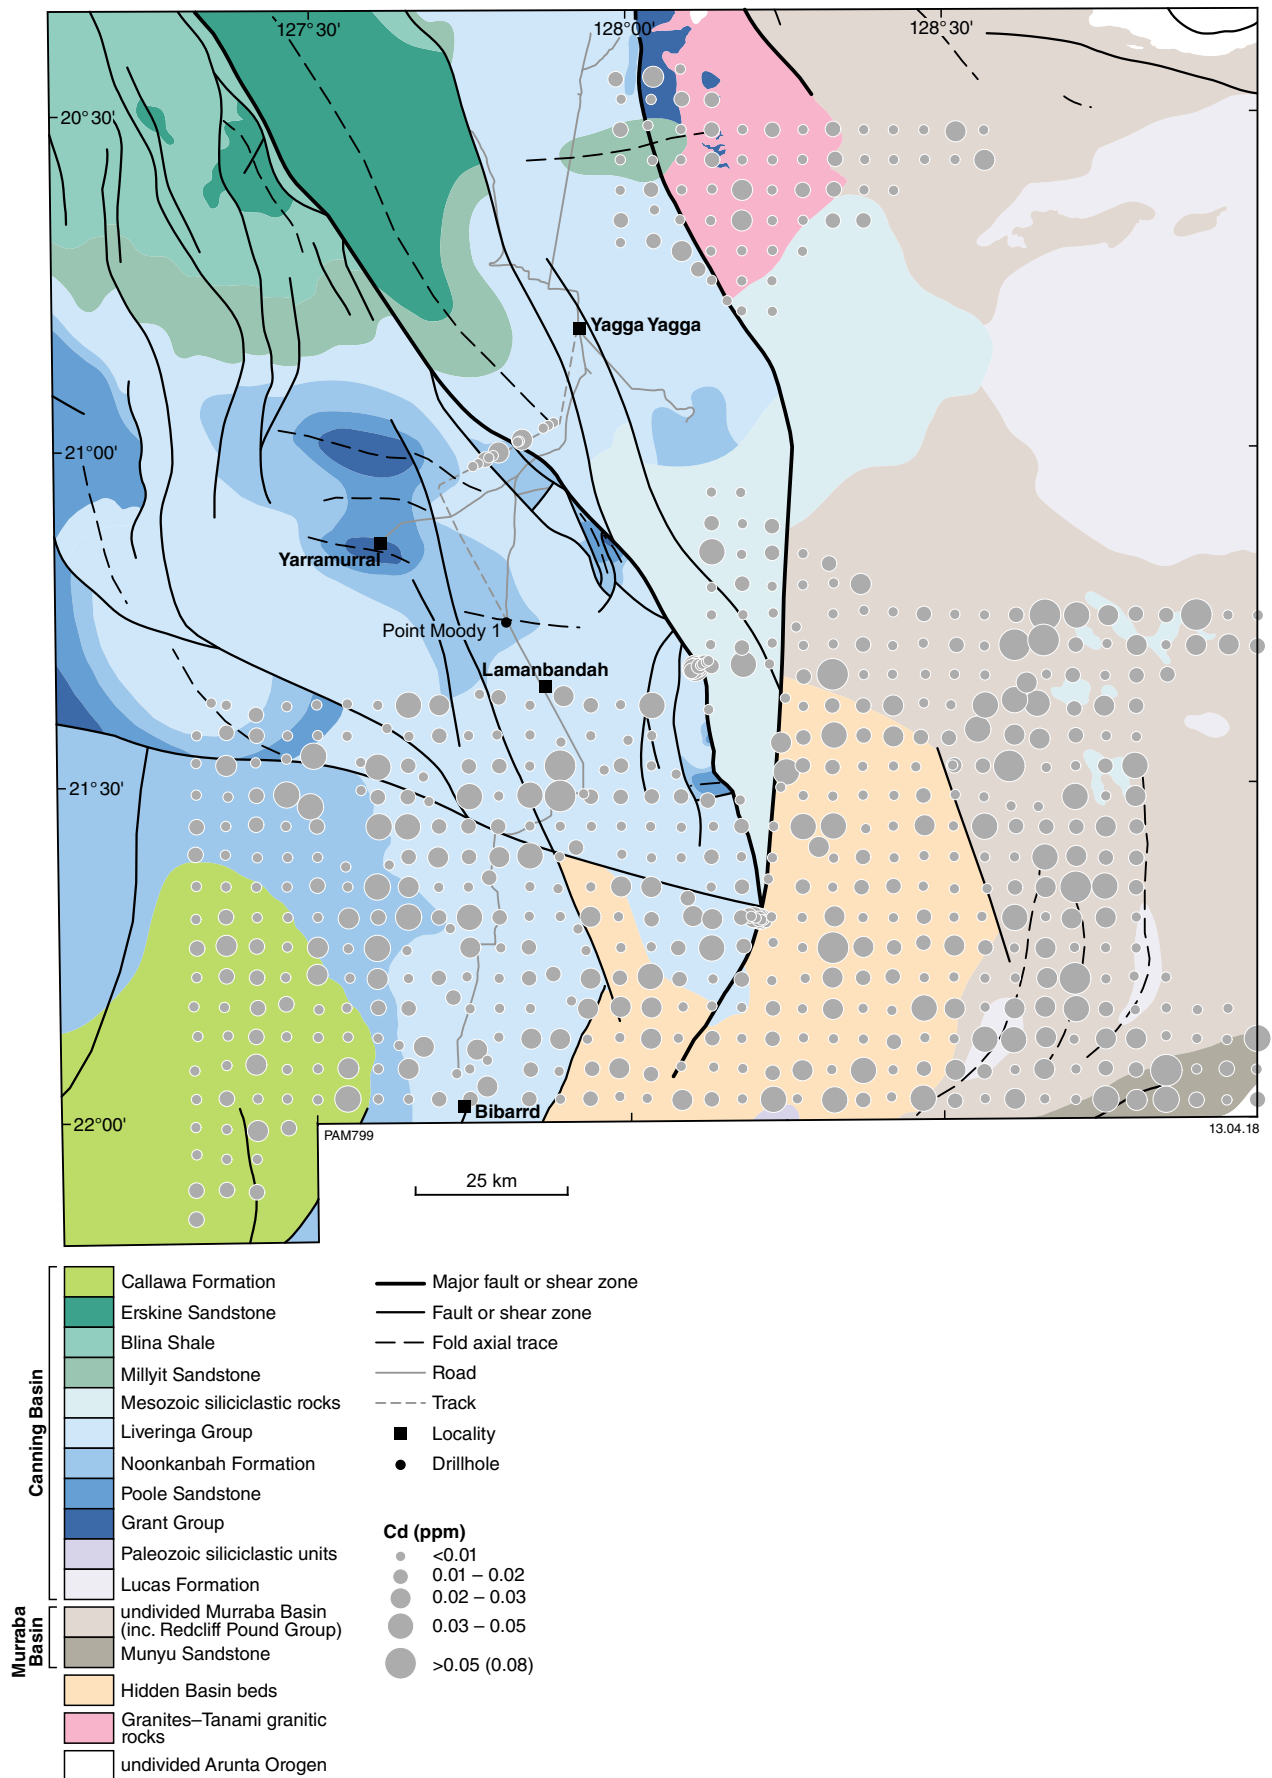 127°30'
128°00'
128°30'
20°30'
Yagga Yagga
21°00'
Yarramurral
Point Moody 1
Lamanbandah
21°30'
Bibarrd
22°00'
PAM799
13.04.18
25 km
Canning Basin
Callawa Formation
Erskine Sandstone
Blina Shale
Millyit Sandstone
Mesozoic siliciclastic rocks
Liveringa Group
Noonkanbah Formation
Poole Sandstone
Grant Group
Paleozoic siliciclastic units
Lucas Formation
Murraba
Basin
undivided Murraba Basin
(inc. Redcliff Pound Group)
Munyu Sandstone
Hidden Basin beds
Granites–Tanami granitic
rocks
undivided Arunta Orogen
Major fault or shear zone
Fault or shear zone
Fold axial trace
Road
Track
Locality
Drillhole
Cd (ppm)
<0.01
0.01 – 0.02
0.02 – 0.03
0.03 – 0.05
>0.05 (0.08)